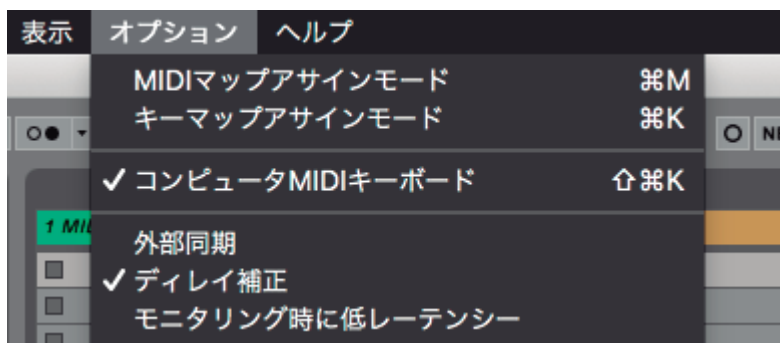 表示 オプション ヘルプ
MIDIマップアサインモード ⌘M
キーマップアサインモード ⌘K
✓コンピュータMIDIキーボード ⇧⌘K
1 MI
外部同期
✓ディレイ補正
モニタリング時に低レーテンシー